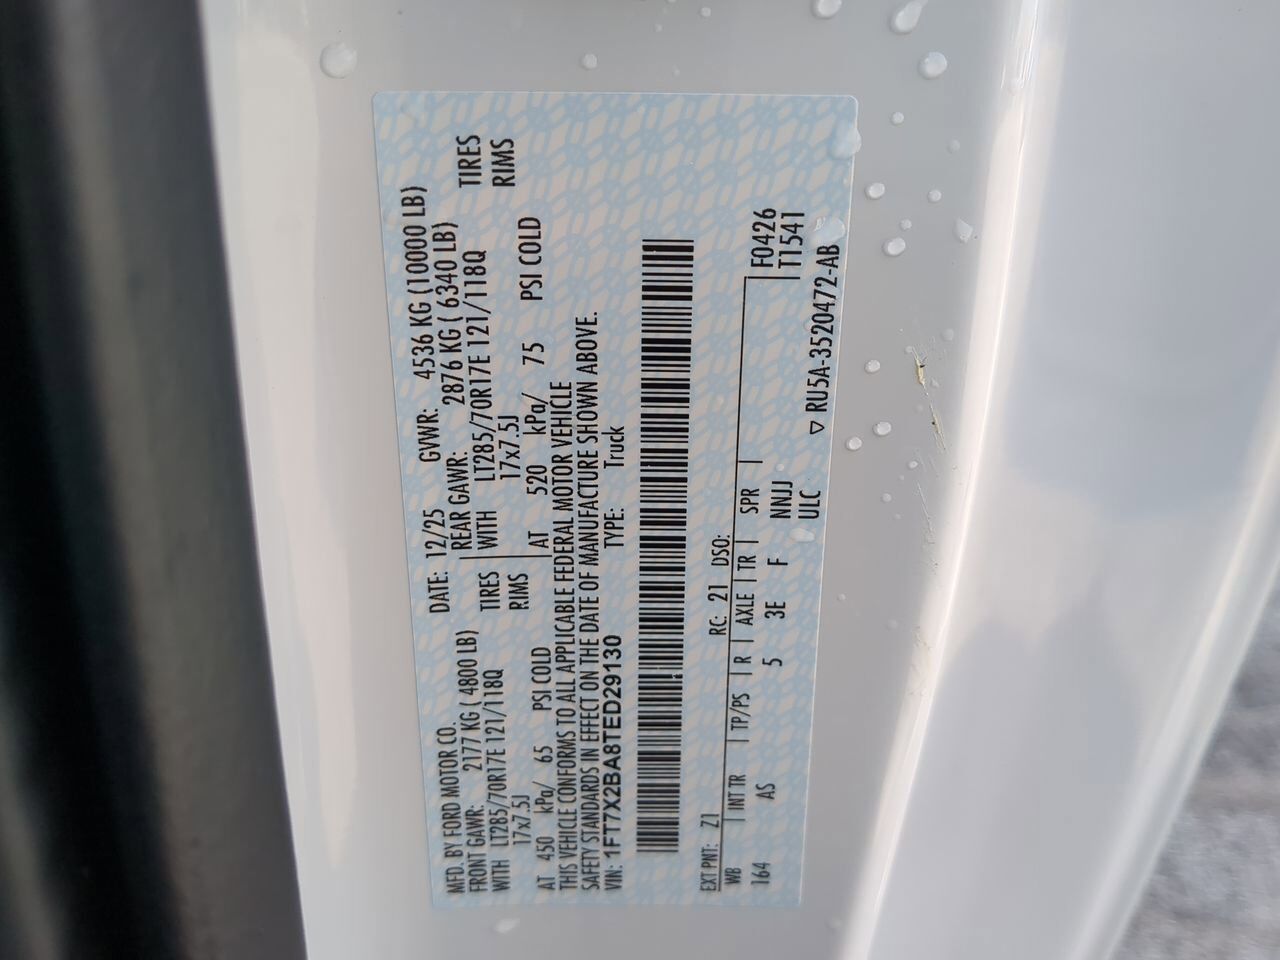 MFD. BY FORD MOTOR CO.
DATE: 12/25 GVWR: 4536 KG (10000 LB)
FRONT GAWR: 2177 KG ( 4800 LB) REAR GAWR: 2876 KG ( 6340 LB)
WITH LT285/70R17E 121/118Q TIRES WITH LT285/70R17E 121/118Q TIRES
17x7.5J RIMS 17x7.5J RIMS
AT 450 kPa/ 65 PSI COLD AT 520 kPa/ 75 PSI COLD
THIS VEHICLE CONFORMS TO ALL APPLICABLE FEDERAL MOTOR VEHICLE
SAFETY STANDARDS IN EFFECT ON THE DATE OF MANUFACTURE SHOWN ABOVE.
VIN: 1FT7X2BA8TED29130 TYPE: Truck
EXT PNT: Z1 RC: 21 DSO:
WB INT TR TP/PS R AXLE TR SPR F0426
164 AS 5 3E F NNJJ T1541
ULC
▽ RU5A-3520472-AB